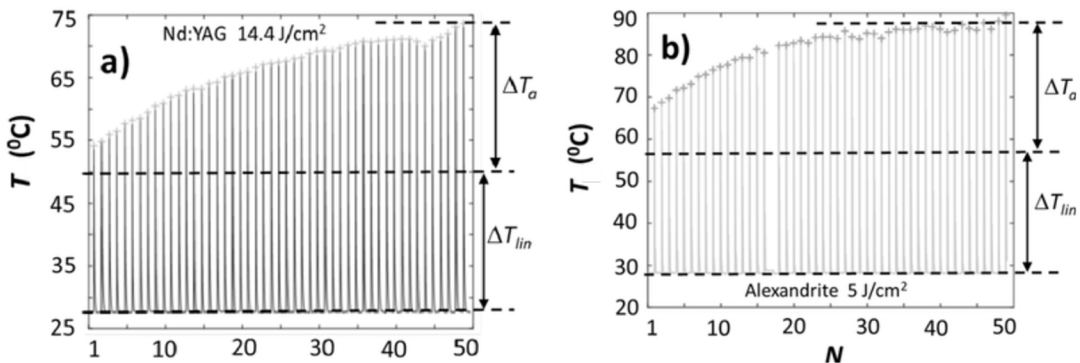 a)
Nd:YAG 14.4 J/cm²
T (⁰C)
75
65
55
45
35
25
1 10 20 30 40 50
ΔTₐ
ΔTlin
b)
T (⁰C)
90
80
70
60
50
40
30
20
Alexandrite 5 J/cm²
1 10 20 30 40 50
N
ΔTₐ
ΔTlin